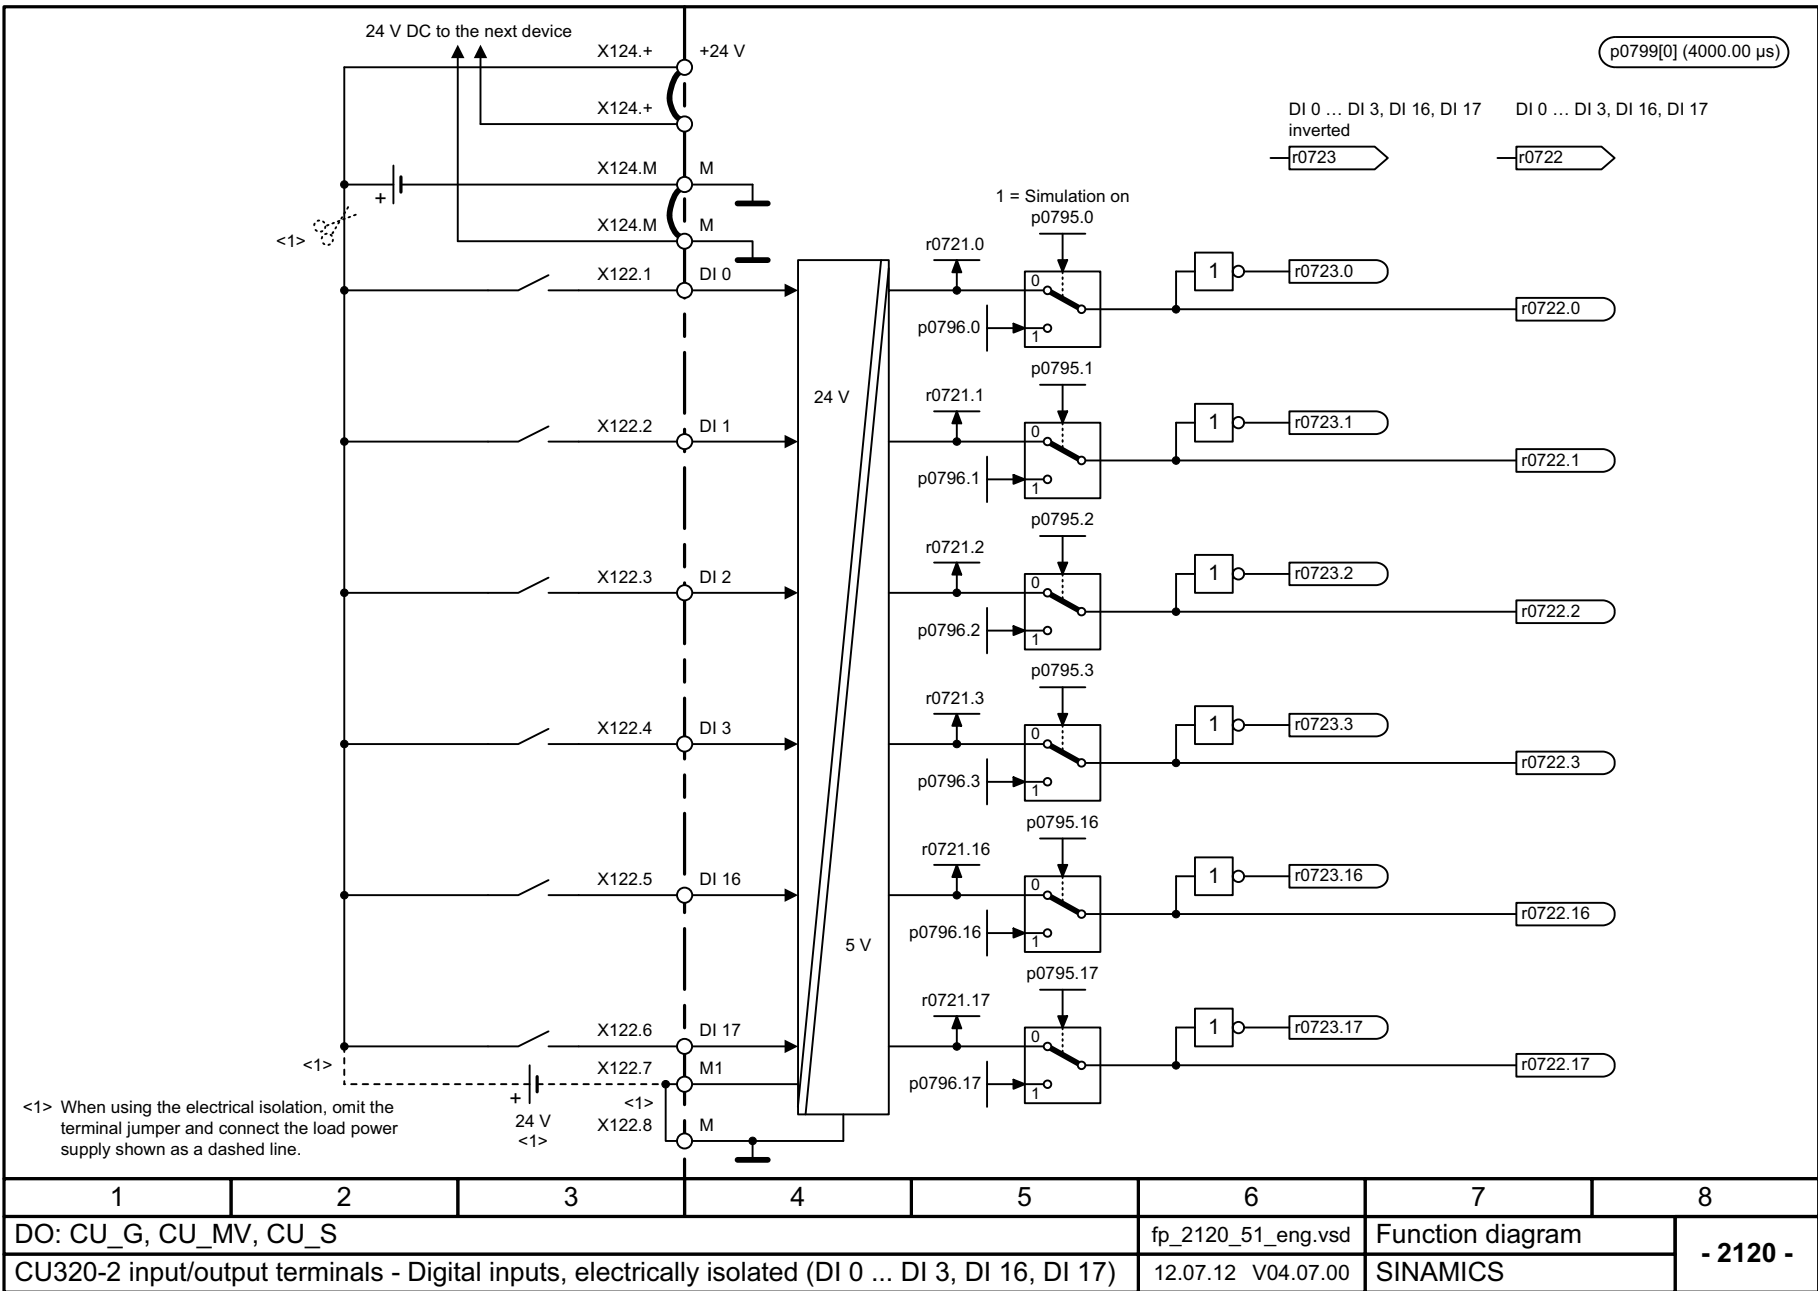 24 V DC to the next device
X124.+
+24 V
p0799[0] (4000.00 µs)
X124.+
DI 0 ... DI 3, DI 16, DI 17
inverted
DI 0 ... DI 3, DI 16, DI 17
r0723
r0722
X124.M
M
+
1 = Simulation on
p0795.0
<1>
X124.M
M
r0721.0
X122.1
DI 0
0
1
r0723.0
r0722.0
p0796.0
1
p0795.1
24 V
r0721.1
X122.2
DI 1
0
1
r0723.1
r0722.1
p0796.1
1
p0795.2
r0721.2
X122.3
DI 2
0
1
r0723.2
r0722.2
p0796.2
1
p0795.3
r0721.3
X122.4
DI 3
0
1
r0723.3
r0722.3
p0796.3
1
p0795.16
r0721.16
X122.5
DI 16
0
1
r0723.16
r0722.16
p0796.16
1
5 V
p0795.17
r0721.17
X122.6
DI 17
0
1
r0723.17
r0722.17
<1>
X122.7
M1
p0796.17
1
+
24 V
<1>
<1>
X122.8
M
<1> When using the electrical isolation, omit the
terminal jumper and connect the load power
supply shown as a dashed line.
1 2 3 4 5 6 7 8
DO: CU_G, CU_MV, CU_S
fp_2120_51_eng.vsd
Function diagram
- 2120 -
CU320-2 input/output terminals - Digital inputs, electrically isolated (DI 0 ... DI 3, DI 16, DI 17)
12.07.12 V04.07.00
SINAMICS